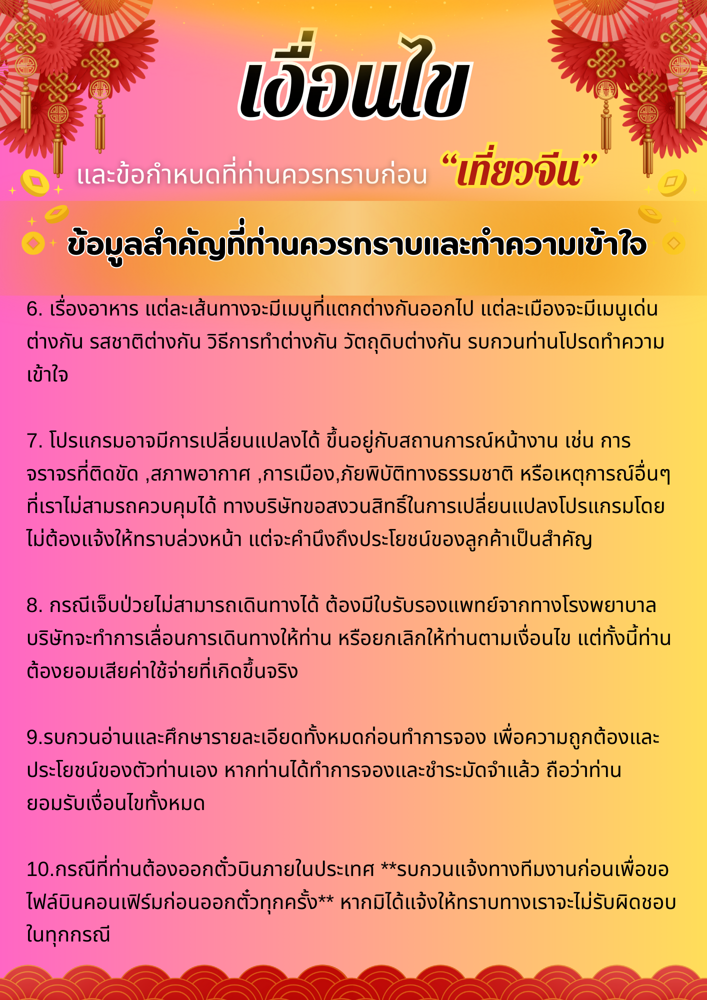 เงื่อนไข
และข้อกำหนดที่ท่านควรทราบก่อน “เที่ยวจีน”
ข้อมูลสำคัญที่ท่านควรทราบและทำความเข้าใจ
6. เรื่องอาหาร แต่ละเส้นทางจะมีเมนูที่แตกต่างกันออกไป แต่ละเมืองจะมีเมนูเด่น
ต่างกัน รสชาติต่างกัน วิธีการทำต่างกัน วัตถุดิบต่างกัน รบกวนท่านโปรดทำความ
เข้าใจ
7. โปรแกรมอาจมีการเปลี่ยนแปลงได้ ขึ้นอยู่กับสถานการณ์หน้างาน เช่น การ
จราจรที่ติดขัด ,สภาพอากาศ ,การเมือง,ภัยพิบัติทางธรรมชาติ หรือเหตุการณ์อื่นๆ
ที่เราไม่สามรถควบคุมได้ ทางบริษัทขอสงวนสิทธิ์ในการเปลี่ยนแปลงโปรแกรมโดย
ไม่ต้องแจ้งให้ทราบล่วงหน้า แต่จะคำนึงถึงประโยชน์ของลูกค้าเป็นสำคัญ
8. กรณีเจ็บป่วยไม่สามารถเดินทางได้ ต้องมีใบรับรองแพทย์จากทางโรงพยาบาล
บริษัทจะทำการเลื่อนการเดินทางให้ท่าน หรือยกเลิกให้ท่านตามเงื่อนไข แต่ทั้งนี้ท่าน
ต้องยอมเสียค่าใช้จ่ายที่เกิดขึ้นจริง
9.รบกวนอ่านและศึกษารายละเอียดทั้งหมดก่อนทำการจอง เพื่อความถูกต้องและ
ประโยชน์ของตัวท่านเอง หากท่านได้ทำการจองและชำระมัดจำแล้ว ถือว่าท่าน
ยอมรับเงื่อนไขทั้งหมด
10.กรณีที่ท่านต้องออกตั๋วบินภายในประเทศ **รบกวนแจ้งทางทีมงานก่อนเพื่อขอ
ไฟล์บินคอนเฟิร์มก่อนออกตั๋วทุกครั้ง** หากมิได้แจ้งให้ทราบทางเราจะไม่รับผิดชอบ
ในทุกกรณี